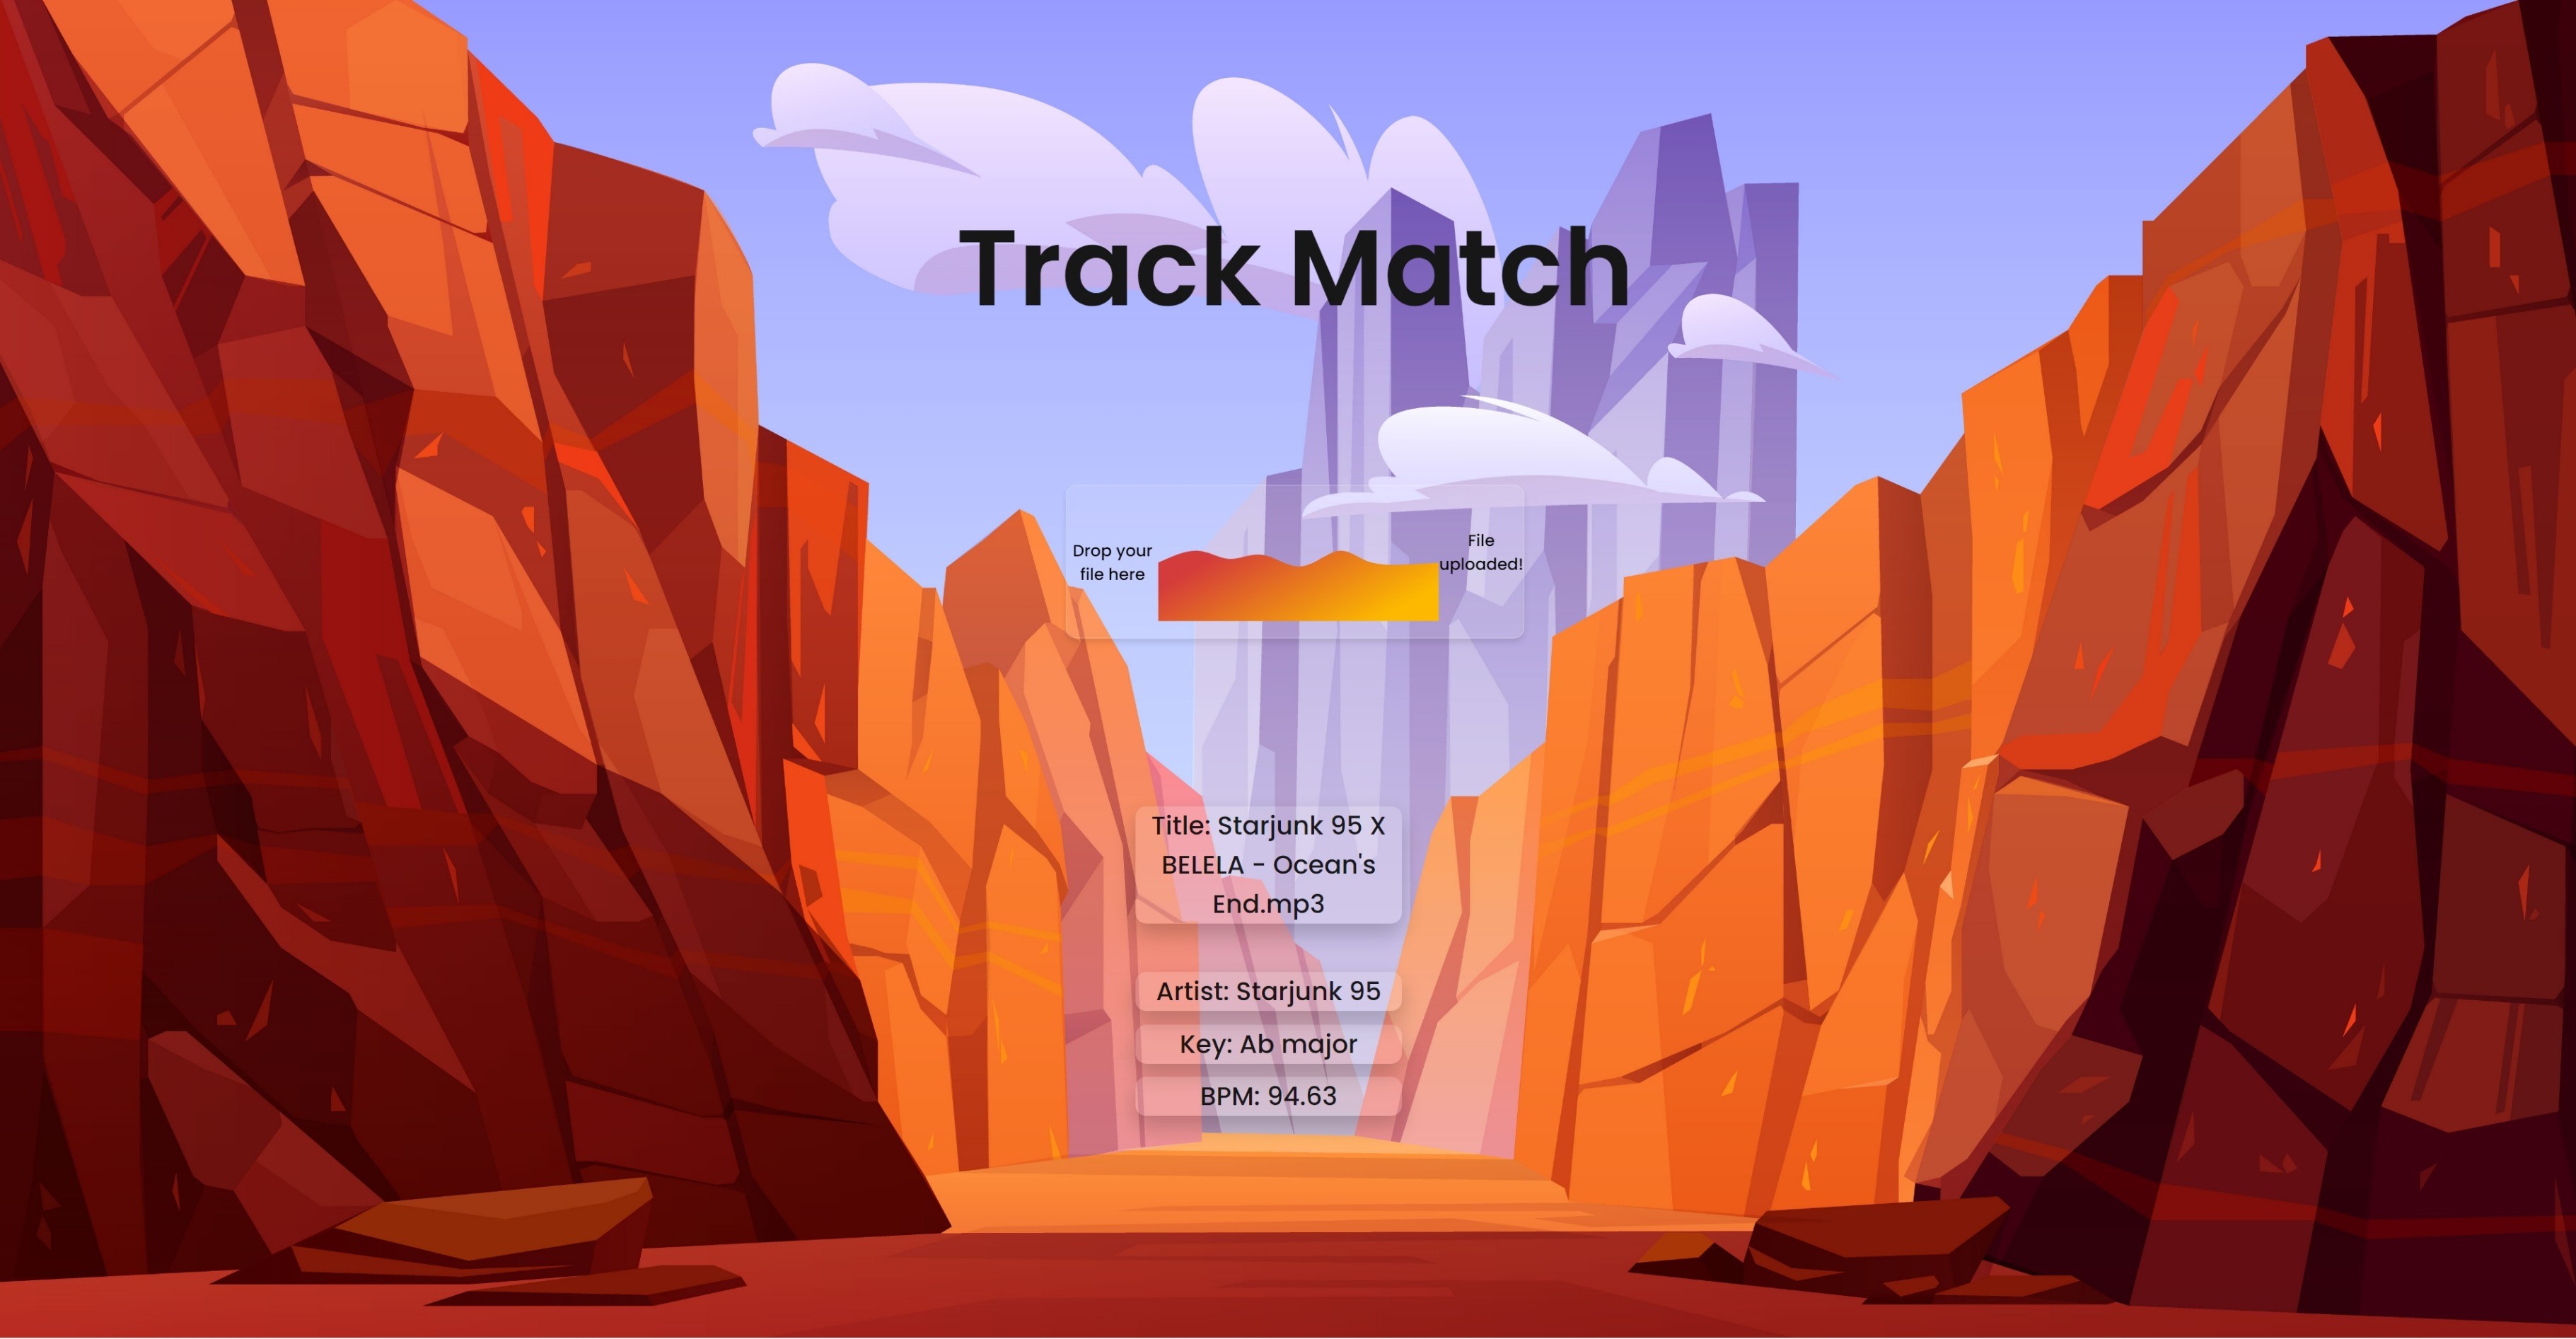 Track Match
Drop your
file here
File
uploaded!
Title: Starjunk 95 X
BELELA - Ocean's
End.mp3
Artist: Starjunk 95
Key: Ab major
BPM: 94.63